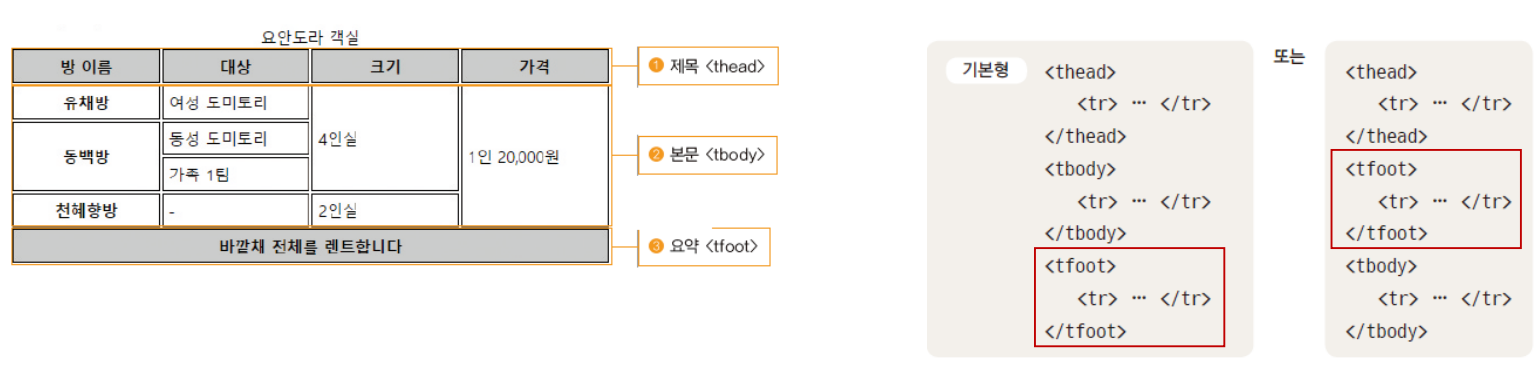 요안도라 객실
방 이름 대상 크기 가격
유채방 여성 도미토리 4인실 1인 20,000원
동백방 동성 도미토리
가족 1팀
천혜향방 - 2인실
바깥채 전체를 렌트합니다
❶ 제목 <thead>
❷ 본문 <tbody>
❸ 요약 <tfoot>
기본형
<thead>
<tr> ··· </tr>
</thead>
<tbody>
<tr> ··· </tr>
</tbody>
<tfoot>
<tr> ··· </tr>
</tfoot>
또는
<thead>
<tr> ··· </tr>
</thead>
<tfoot>
<tr> ··· </tr>
</tfoot>
<tbody>
<tr> ··· </tr>
</tbody>